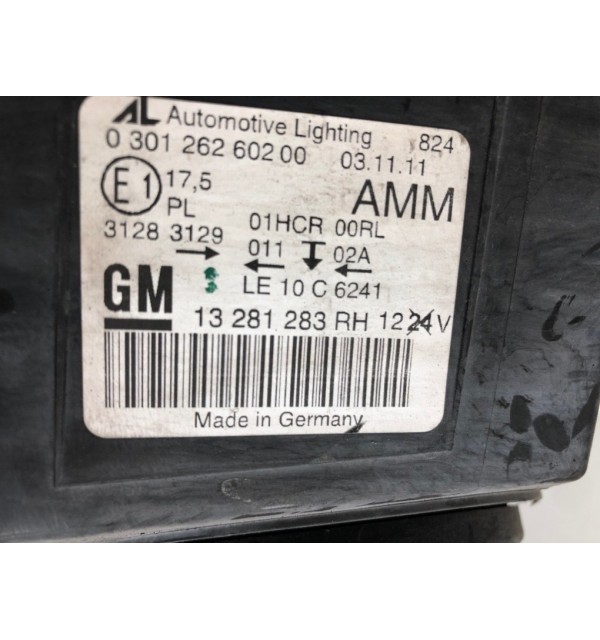 AL Automotive Lighting 824
0 301 262 602 00 03.11.11
E1 17,5 AMM
PL
3128 3129 01HCR 00RL
011 02A
LE 10 C 6241
GM
13 281 283 RH 12 24 V
Made in Germany